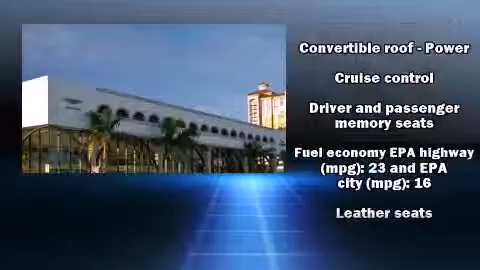 Convertible roof - Power
Cruise control
Driver and passenger
memory seats
Fuel economy EPA highway
(mpg): 23 and EPA
city (mpg): 16
Leather seats